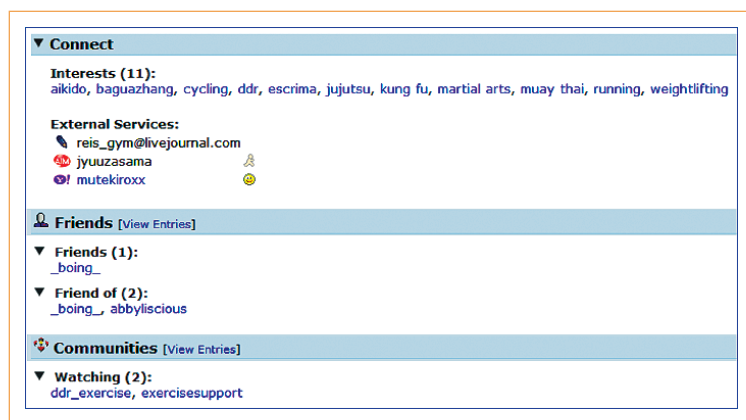 Connect
Interests (11):
aikido, baguazhang, cycling, ddr, escrima, jujutsu, kung fu, martial arts, muay thai, running, weightlifting
External Services:
reis_gym@livejournal.com
AIM jyuuzasama
Y! mutekiroxx
Friends [View Entries]
Friends (1):
_boing_
Friend of (2):
_boing_, abbyliscious
Communities [View Entries]
Watching (2):
ddr_exercise, exercisesupport